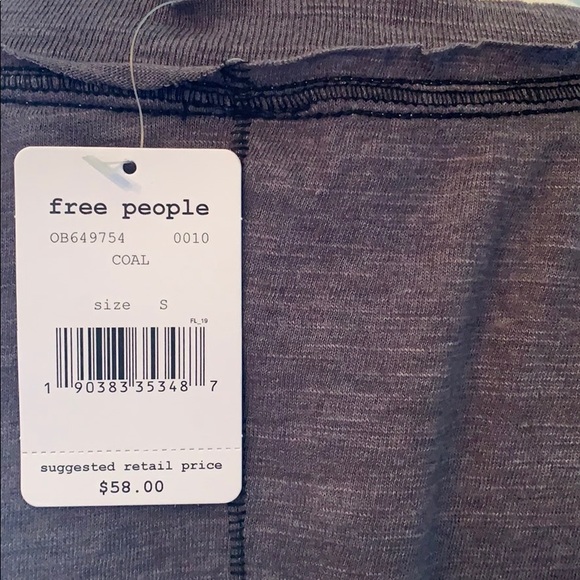 free people
OB649754 0010
COAL
size S
FL_19
1 90383 35348 7
suggested retail price
$58.00